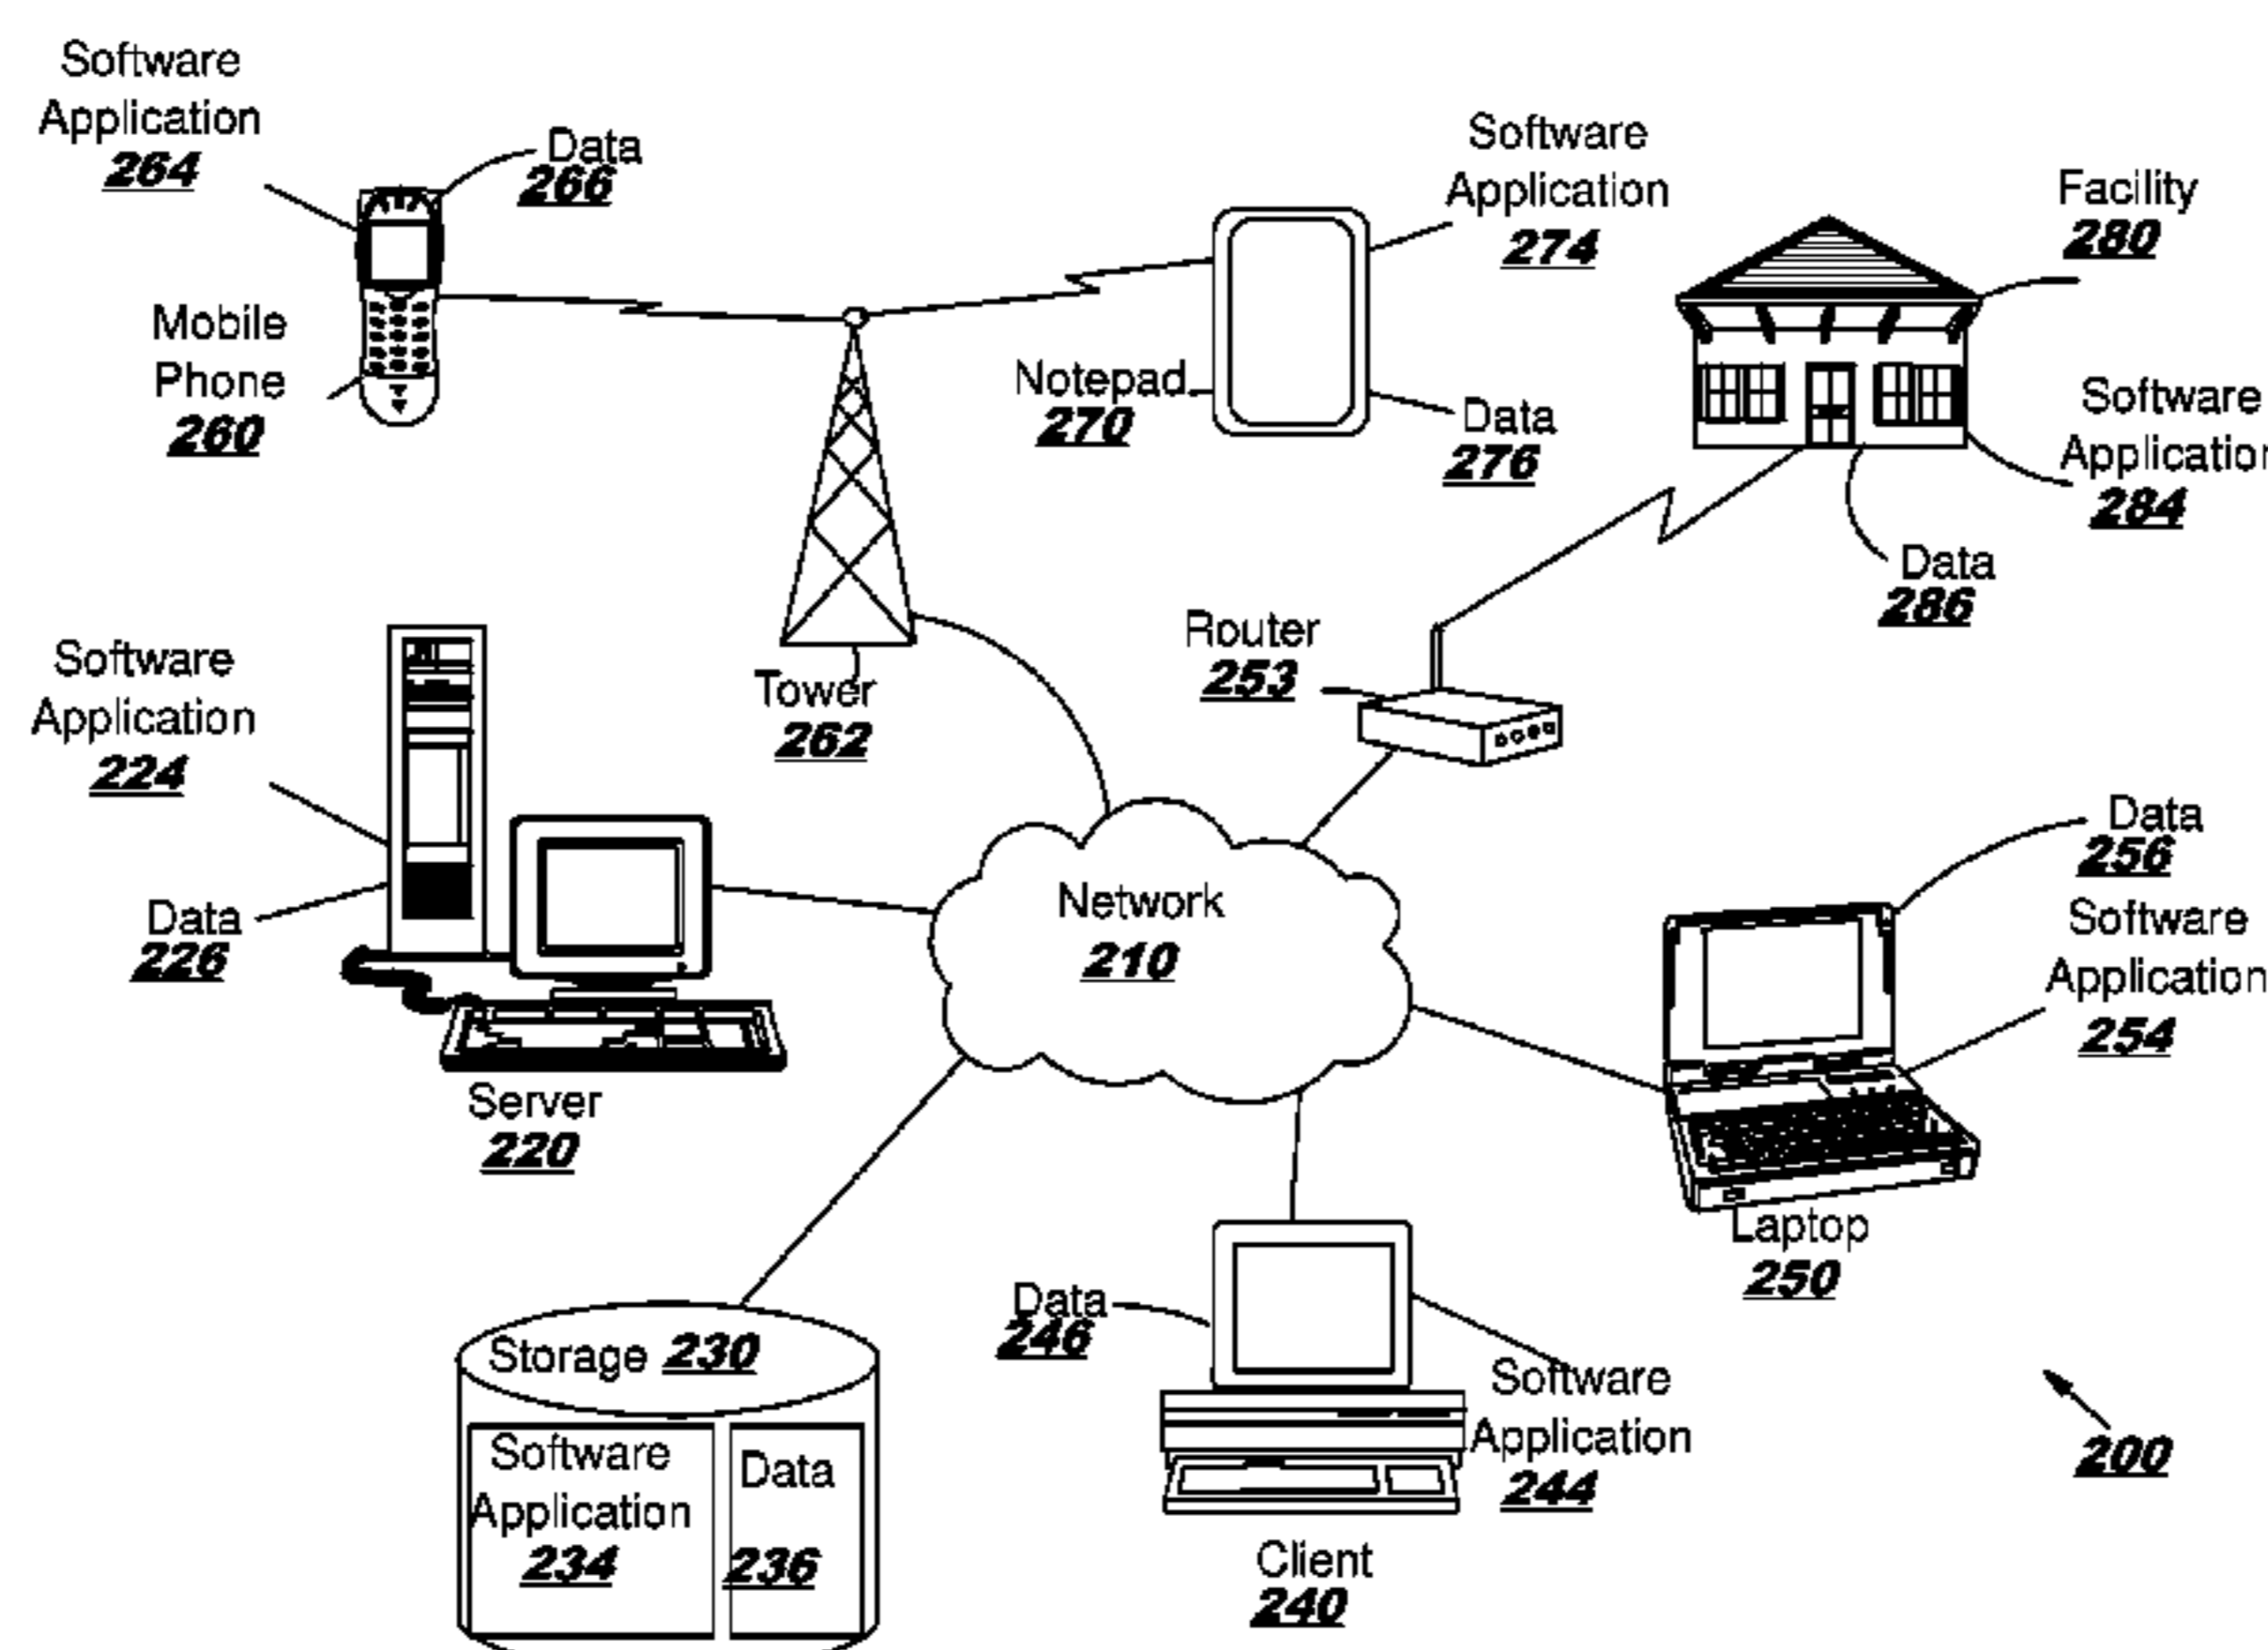 Software
Application
264
Data
266
Mobile
Phone
260
Software
Application
274
Notepad
270
Data
276
Facility
280
Software
Application
284
Data
286
Tower
262
Router
253
Software
Application
224
Data
226
Server
220
Network
210
Data
256
Software
Application
254
Laptop
250
Storage 230
Software
Application
234
Data
236
Data
246
Software
Application
244
Client
240
200